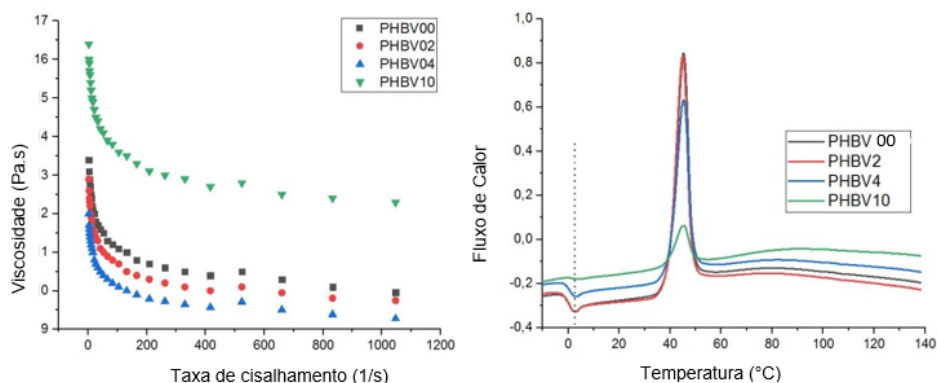 17
16
5
4
3
2
1
9
Viscosidade (Pa.s)
0
200
400
600
800
1000
1200
Taxa de cisalhamento (1/s)
PHBV00
PHBV02
PHBV04
PHBV10
1,0
0,8
0,6
0,4
0,2
0,0
-0,2
-0,4
Fluxo de Calor
0
20
40
60
80
100
120
140
Temperatura (°C)
PHBV 00
PHBV2
PHBV4
PHBV10